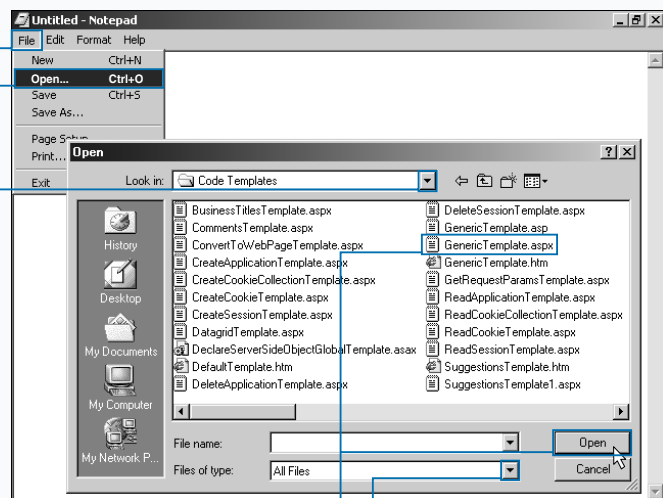 Untitled - Notepad
File Edit Format Help
New Ctrl+N
Open... Ctrl+O
Save Ctrl+S
Save As...
Page Setup...
Print...
Exit
Open
Look in: Code Templates
History
Desktop
My Documents
My Computer
My Network P...
BusinessTitlesTemplate.aspx
CommentsTemplate.aspx
ConvertToWebPageTemplate.aspx
CreateApplicationTemplate.aspx
CreateCookieCollectionTemplate.aspx
CreateCookieTemplate.aspx
CreateSessionTemplate.aspx
DatagridTemplate.aspx
DeclareServerSideObjectGlobalTemplate.asax
DefaultTemplate.htm
DeleteApplicationTemplate.aspx
DeleteSessionTemplate.aspx
GenericTemplate.asp
GenericTemplate.aspx
GenericTemplate.htm
GetRequestParamsTemplate.aspx
ReadApplicationTemplate.aspx
ReadCookieCollectionTemplate.aspx
ReadCookieTemplate.aspx
ReadSessionTemplate.aspx
SuggestionsTemplate.htm
SuggestionsTemplate1.aspx
File name: Open
Files of type: All Files Cancel